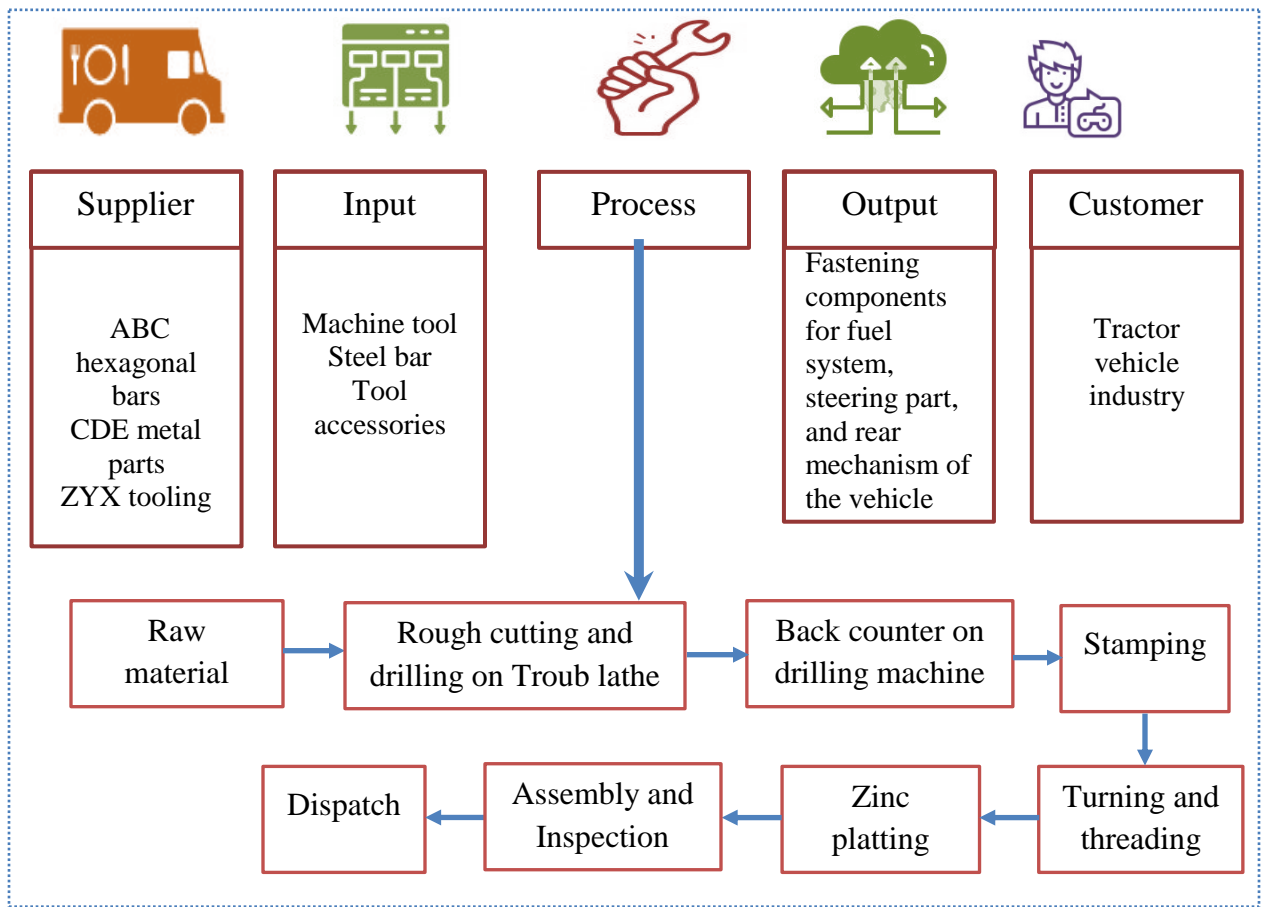 Supplier
Input
Process
Output
Customer
ABC
hexagonal
bars
CDE metal
parts
ZYX tooling
Machine tool
Steel bar
Tool
accessories
Fastening
components
for fuel
system,
steering part,
and rear
mechanism of
the vehicle
Tractor
vehicle
industry
Raw
material
Rough cutting and
drilling on Troub lathe
Back counter on
drilling machine
Stamping
Turning and
threading
Zinc
platting
Assembly and
Inspection
Dispatch